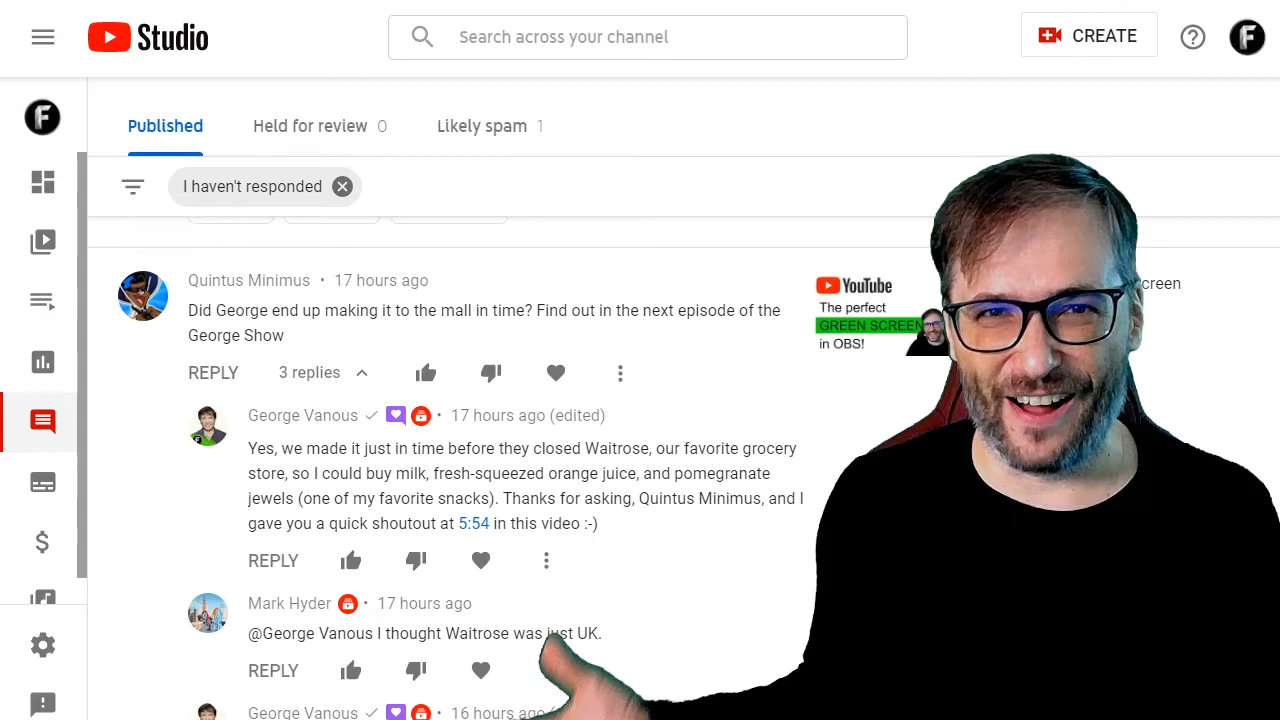 Studio
Search across your channel
CREATE
F
F
Published
Held for review 0
Likely spam 1
I haven't responded
Quintus Minimus • 17 hours ago
Did George end up making it to the mall in time? Find out in the next episode of the
George Show
REPLY
3 replies
YouTube
The perfect
GREEN SCREEN
in OBS!
creen
George Vanous • 17 hours ago (edited)
Yes, we made it just in time before they closed Waitrose, our favorite grocery
store, so I could buy milk, fresh-squeezed orange juice, and pomegranate
jewels (one of my favorite snacks). Thanks for asking, Quintus Minimus, and I
gave you a quick shoutout at 5:54 in this video :-)
REPLY
Mark Hyder • 17 hours ago
@George Vanous I thought Waitrose was just UK.
REPLY
George Vanous • 16 hours ago